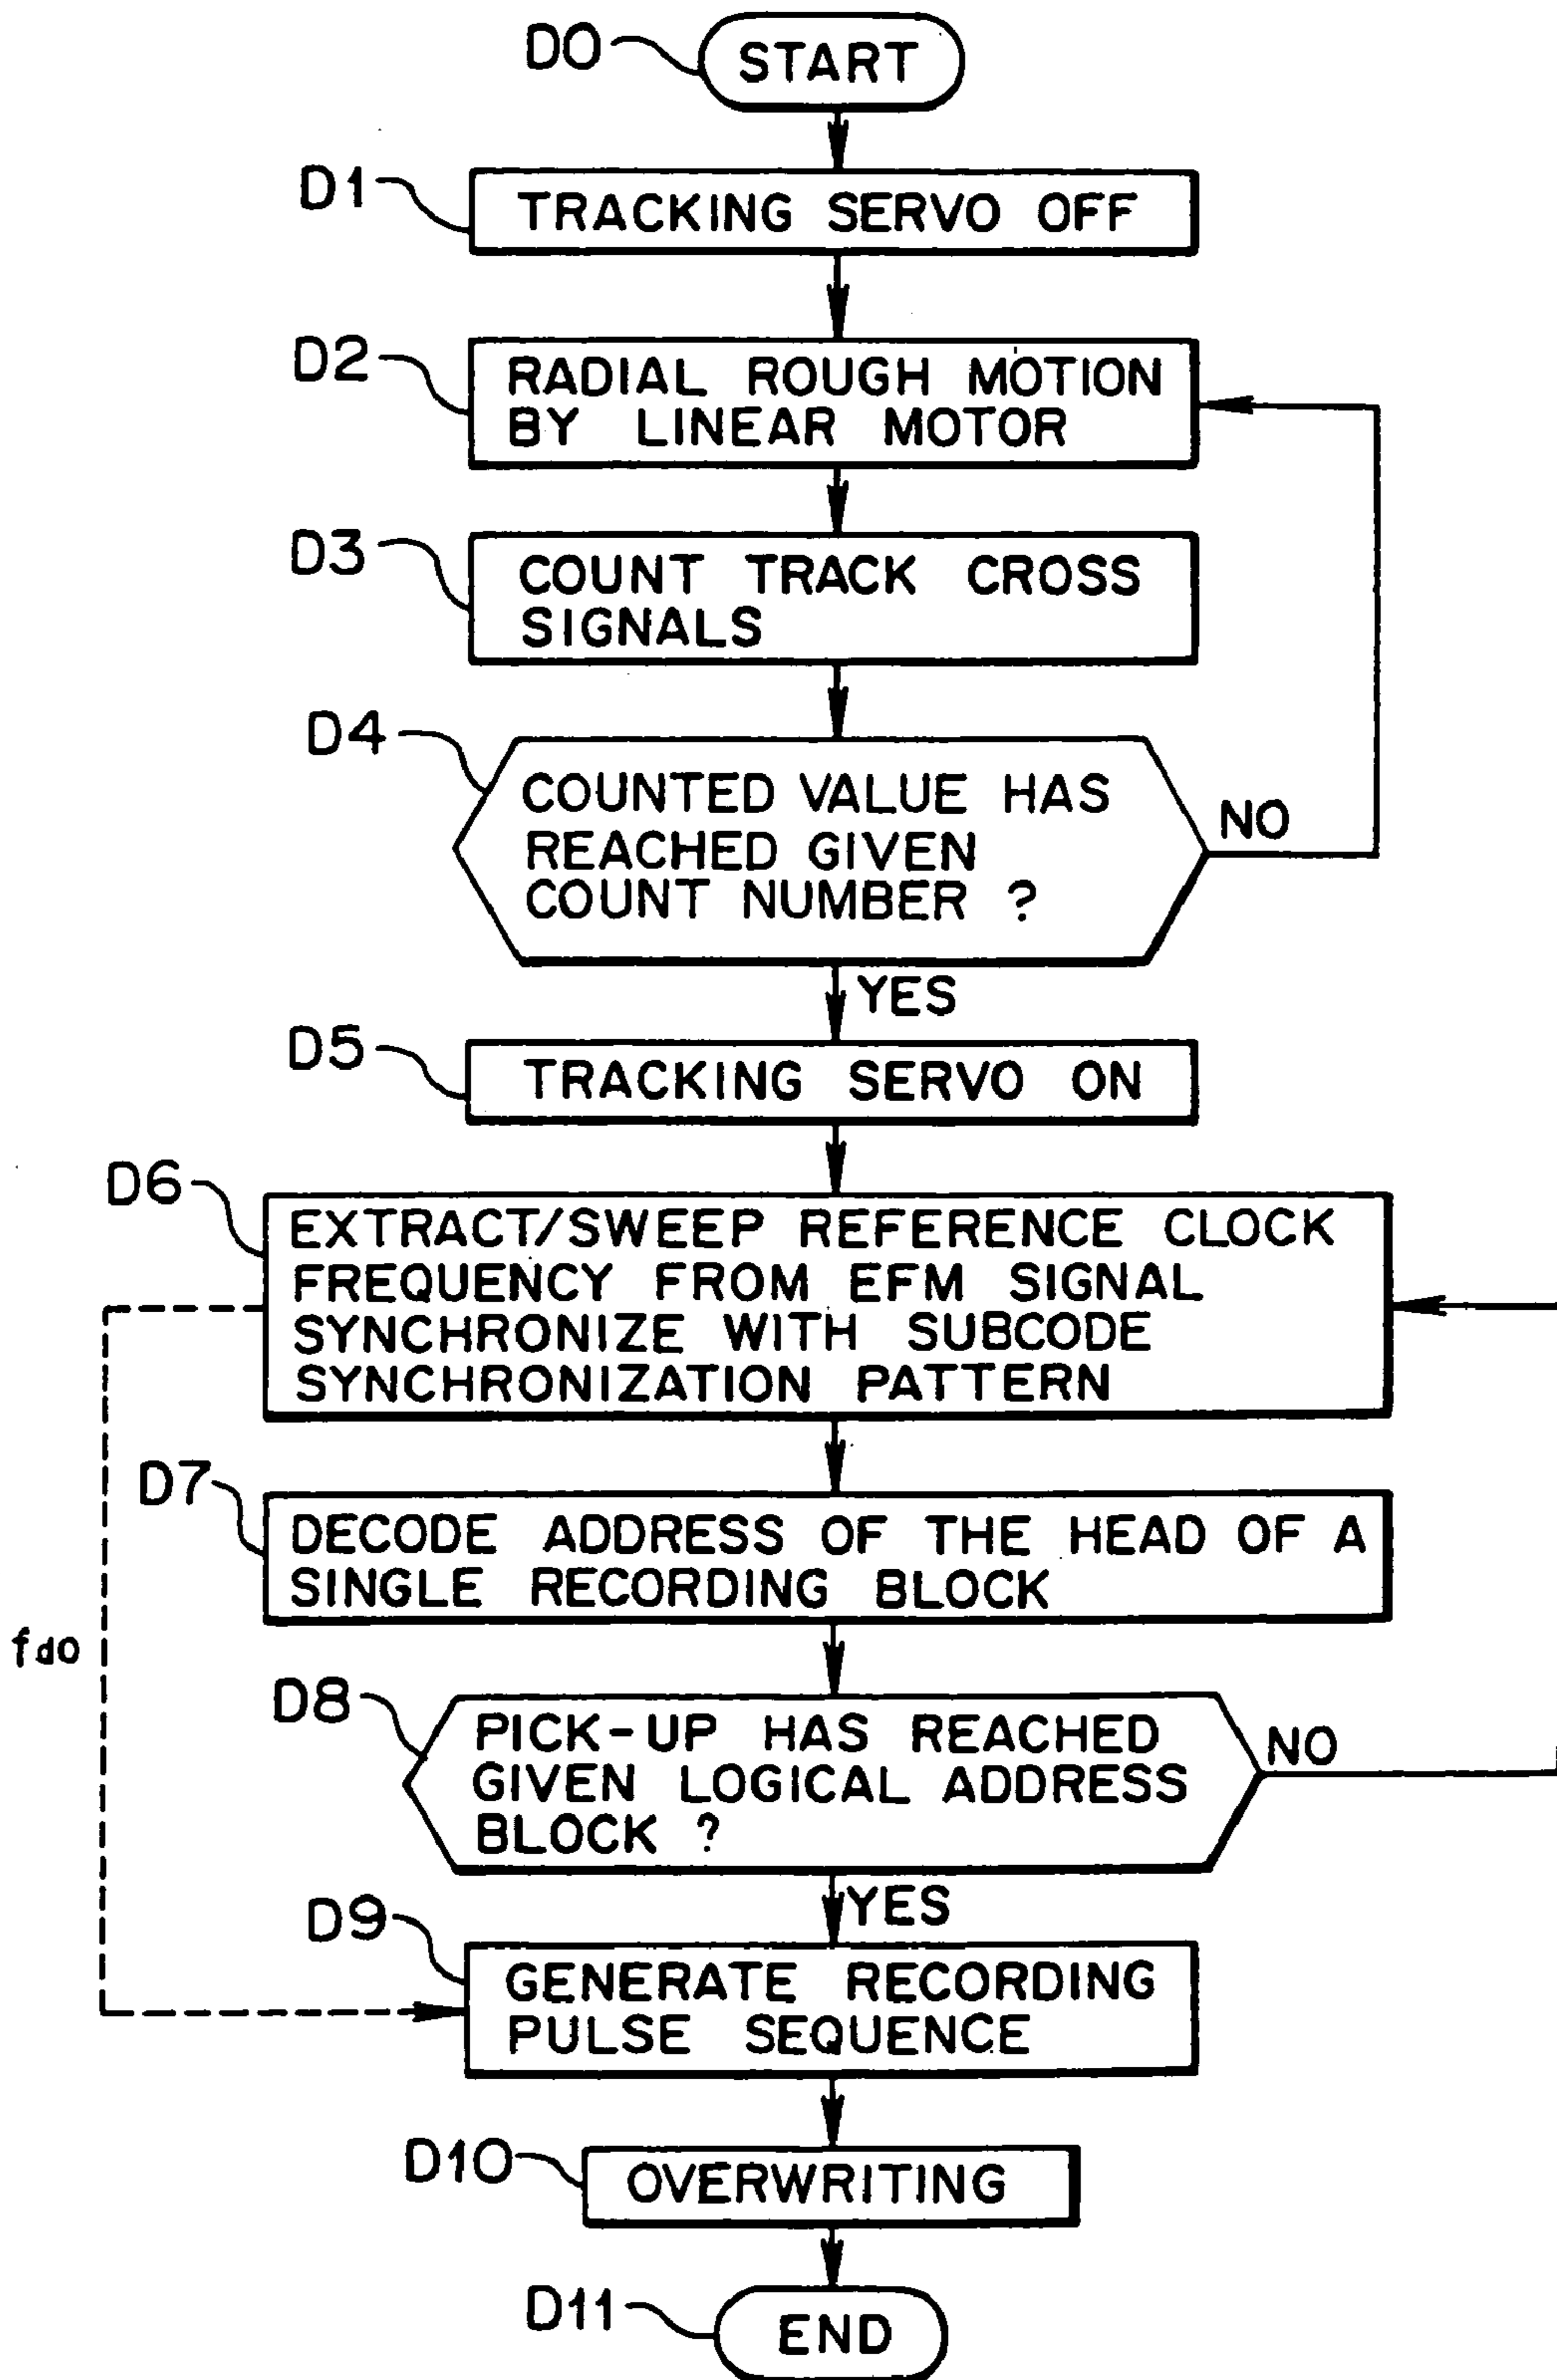 D0
START
D1
TRACKING SERVO OFF
D2
RADIAL ROUGH MOTION
BY LINEAR MOTOR
D3
COUNT TRACK CROSS
SIGNALS
D4
COUNTED VALUE HAS
REACHED GIVEN
COUNT NUMBER ?
NO
YES
D5
TRACKING SERVO ON
D6
EXTRACT/SWEEP REFERENCE CLOCK
FREQUENCY FROM EFM SIGNAL
SYNCHRONIZE WITH SUBCODE
SYNCHRONIZATION PATTERN
D7
DECODE ADDRESS OF THE HEAD OF A
SINGLE RECORDING BLOCK
fd0
D8
PICK-UP HAS REACHED
GIVEN LOGICAL ADDRESS
BLOCK ?
NO
YES
D9
GENERATE RECORDING
PULSE SEQUENCE
D10
OVERWRITING
D11
END